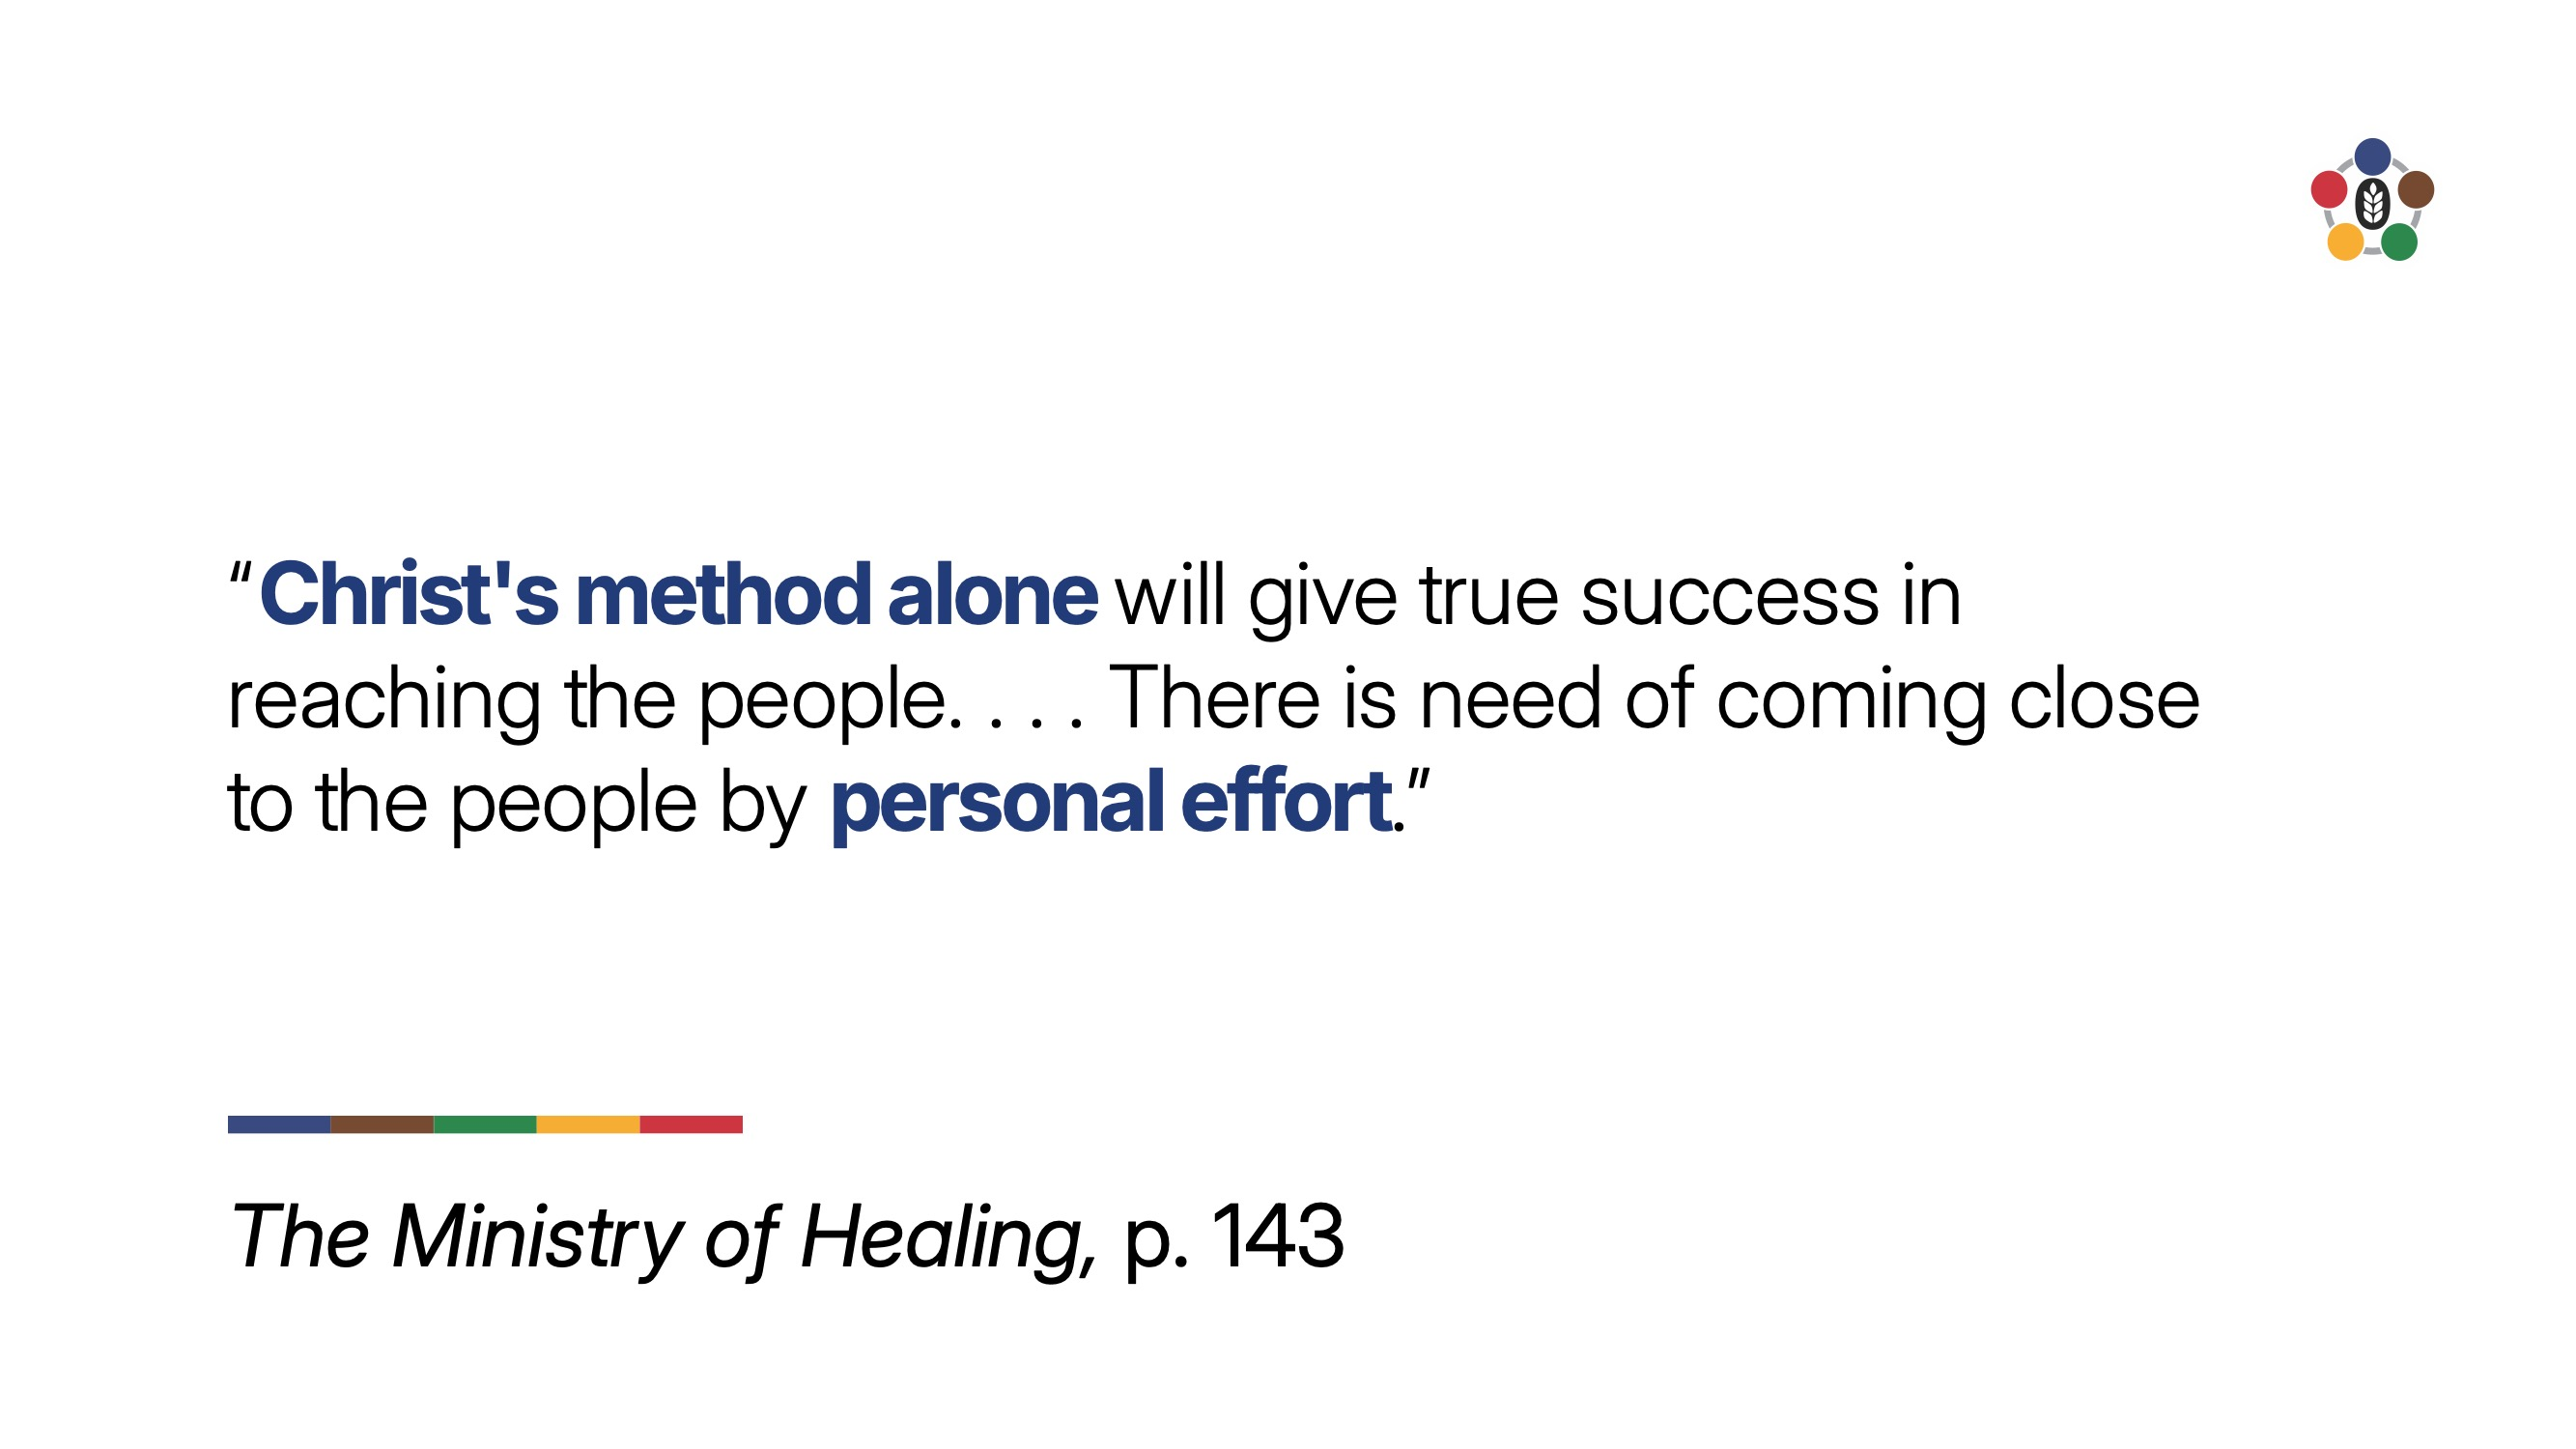 “Christ's method alone will give true success in
reaching the people. . . . There is need of coming close
to the people by personal effort.”
The Ministry of Healing, p. 143